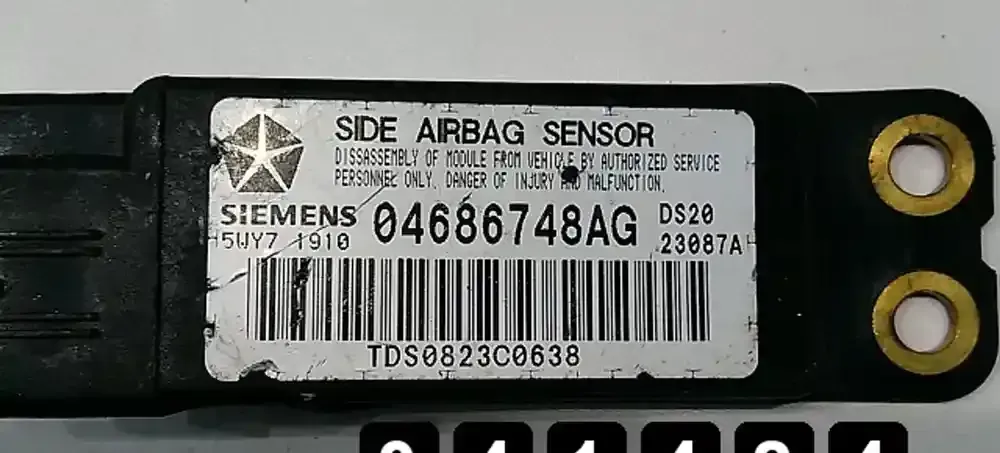 SIDE AIRBAG SENSOR
DISSASSEMBLY OF MODULE FROM VEHICLE BY AUTHORIZED SERVICE
PERSONNEL ONLY. DANGER OF INJURY AND MALFUNCTION.
SIEMENS 04686748AG DS20
5WY7 1910 23087A
TDS0823C0638